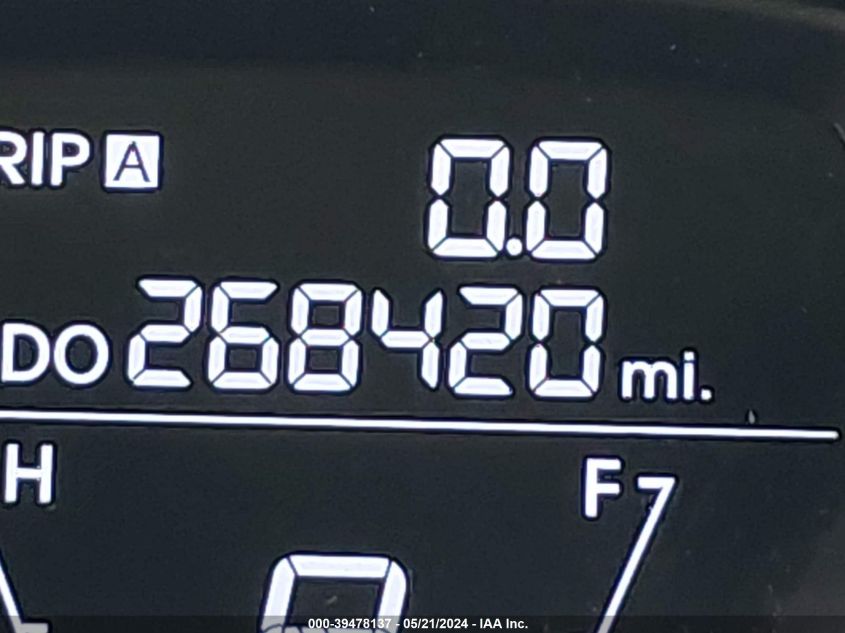 RIP A
0.0
DO 268420 mi.
H F
000-39478137 - 05/21/2024 - IAA Inc.